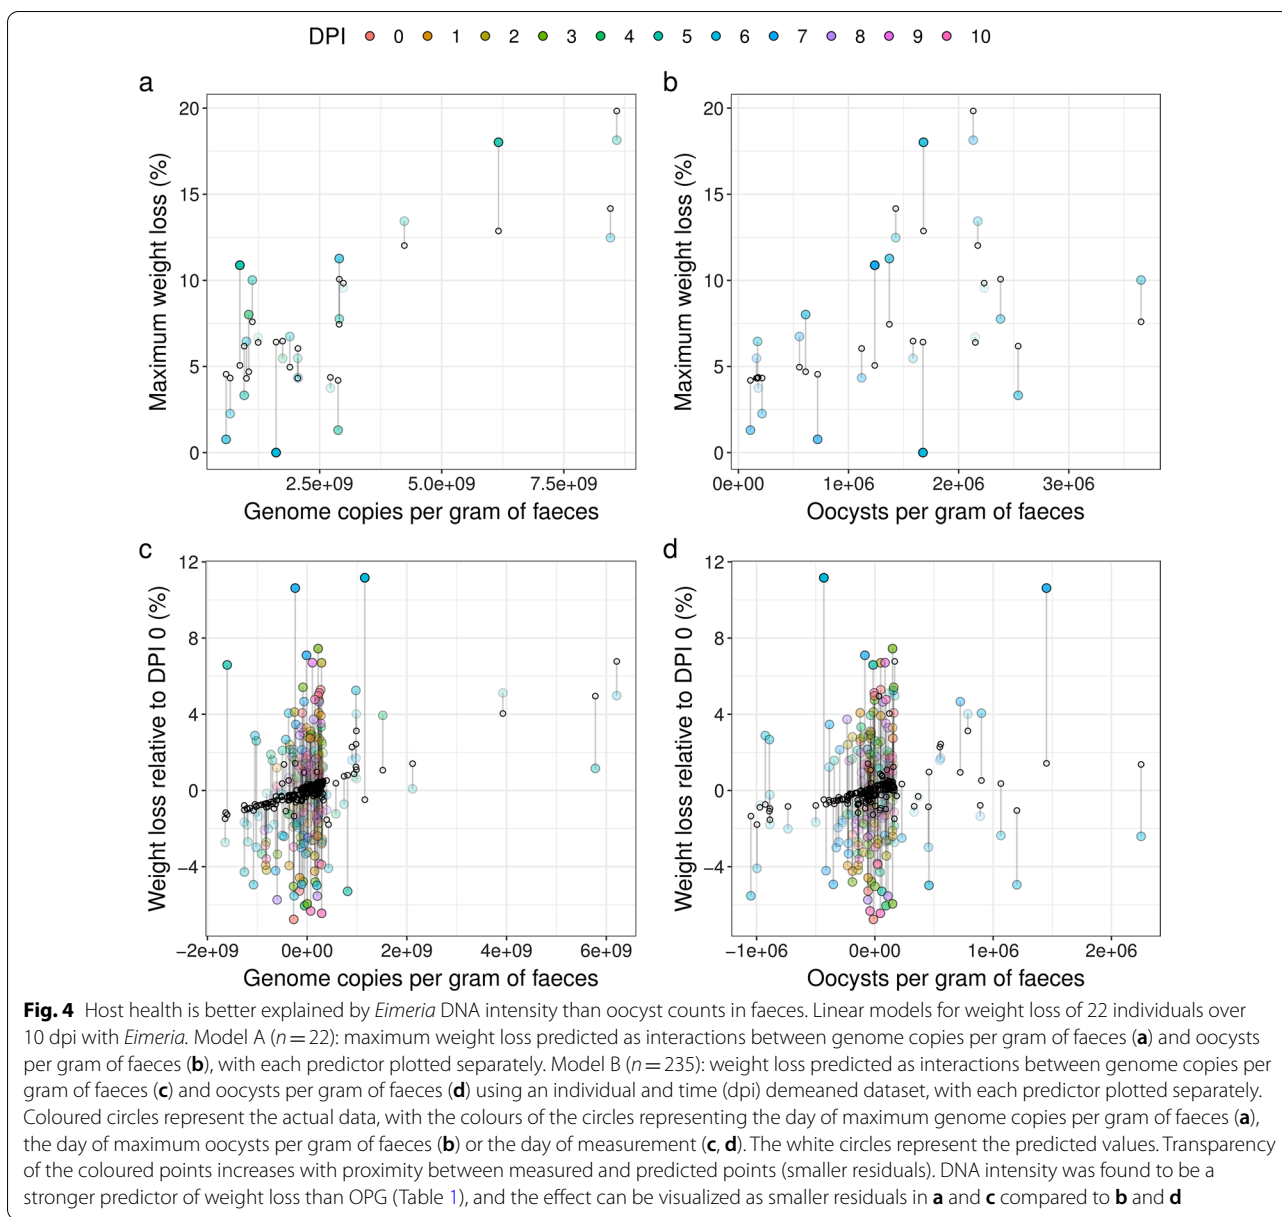 DPI 0 1 2 3 4 5 6 7 8 9 10
a
20
15
10
5
0
Maximum weight loss (%)
2.5e+09 5.0e+09 7.5e+09
Genome copies per gram of faeces
b
20
15
10
5
0
Maximum weight loss (%)
0e+00 1e+06 2e+06 3e+06
Oocysts per gram of faeces
c
12
8
4
0
−4
Weight loss relative to DPI 0 (%)
−2e+09 0e+00 2e+09 4e+09 6e+09
Genome copies per gram of faeces
d
12
8
4
0
−4
Weight loss relative to DPI 0 (%)
−1e+06 0e+00 1e+06 2e+06
Oocysts per gram of faeces
Fig. 4 Host health is better explained by Eimeria DNA intensity than oocyst counts in faeces. Linear models for weight loss of 22 individuals over
10 dpi with Eimeria. Model A (n = 22): maximum weight loss predicted as interactions between genome copies per gram of faeces (a) and oocysts
per gram of faeces (b), with each predictor plotted separately. Model B (n = 235): weight loss predicted as interactions between genome copies per
gram of faeces (c) and oocysts per gram of faeces (d) using an individual and time (dpi) demeaned dataset, with each predictor plotted separately.
Coloured circles represent the actual data, with the colours of the circles representing the day of maximum genome copies per gram of faeces (a),
the day of maximum oocysts per gram of faeces (b) or the day of measurement (c, d). The white circles represent the predicted values. Transparency
of the coloured points increases with proximity between measured and predicted points (smaller residuals). DNA intensity was found to be a
stronger predictor of weight loss than OPG (Table 1), and the effect can be visualized as smaller residuals in a and c compared to b and d